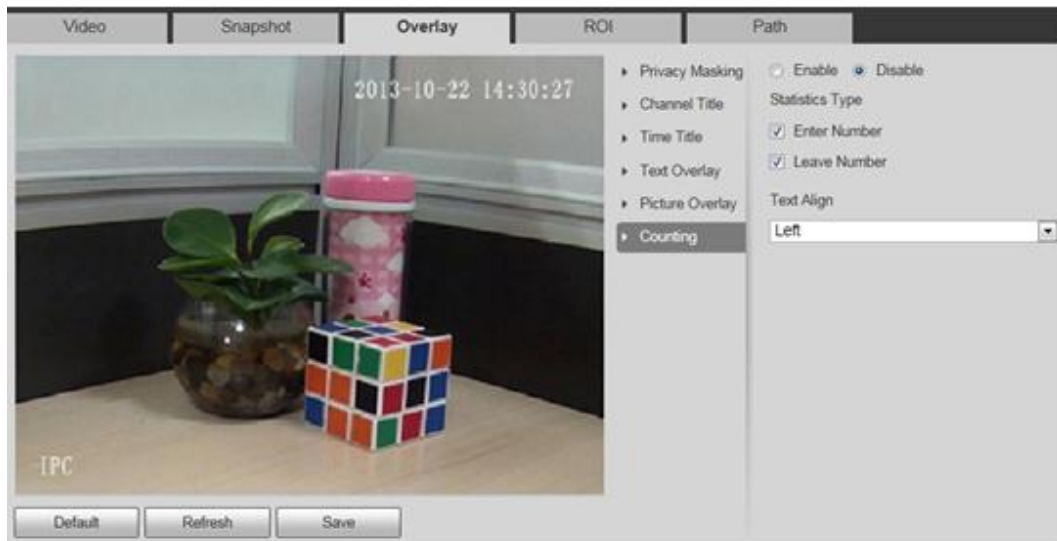 Video
Snapshot
Overlay
ROI
Path
2013-10-22 14:30:27
IPC
Privacy Masking
Channel Title
Time Title
Text Overlay
Picture Overlay
Counting
Enable
Disable
Statistics Type
Enter Number
Leave Number
Text Align
Left
Default
Refresh
Save